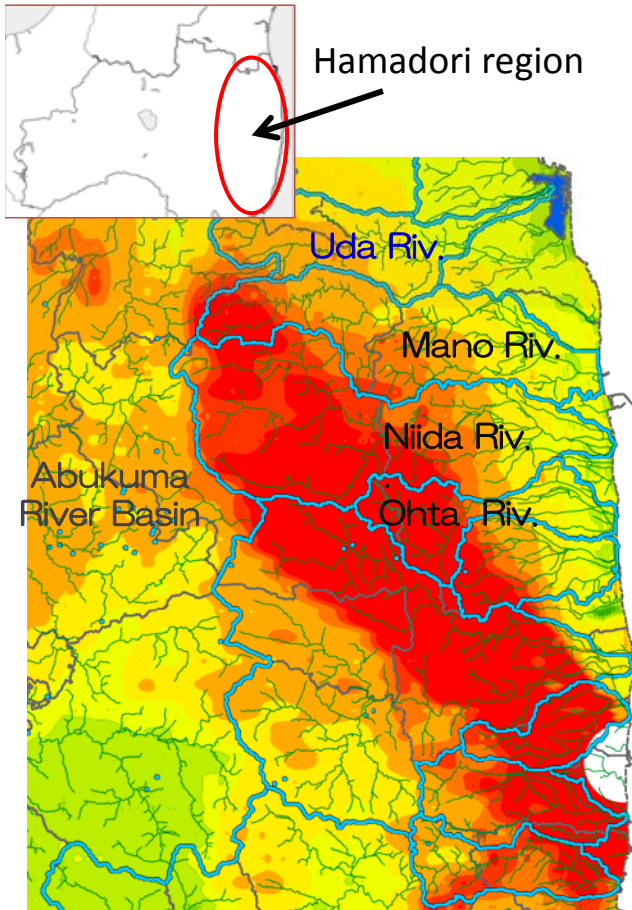 Hamadori region
Uda Riv.
Mano Riv.
Niida Riv.
Abukuma
River Basin
.
Ohta Riv.